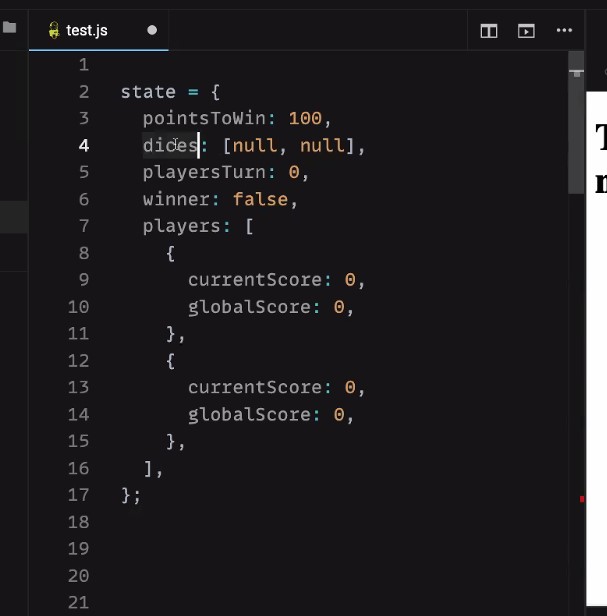 test.js
1
2 state = {
3 pointsToWin: 100,
4 dices: [null, null],
5 playersTurn: 0,
6 winner: false,
7 players: [
8 {
9 currentScore: 0,
10 globalScore: 0,
11 },
12 {
13 currentScore: 0,
14 globalScore: 0,
15 },
16 ],
17 };
18
19
20
21